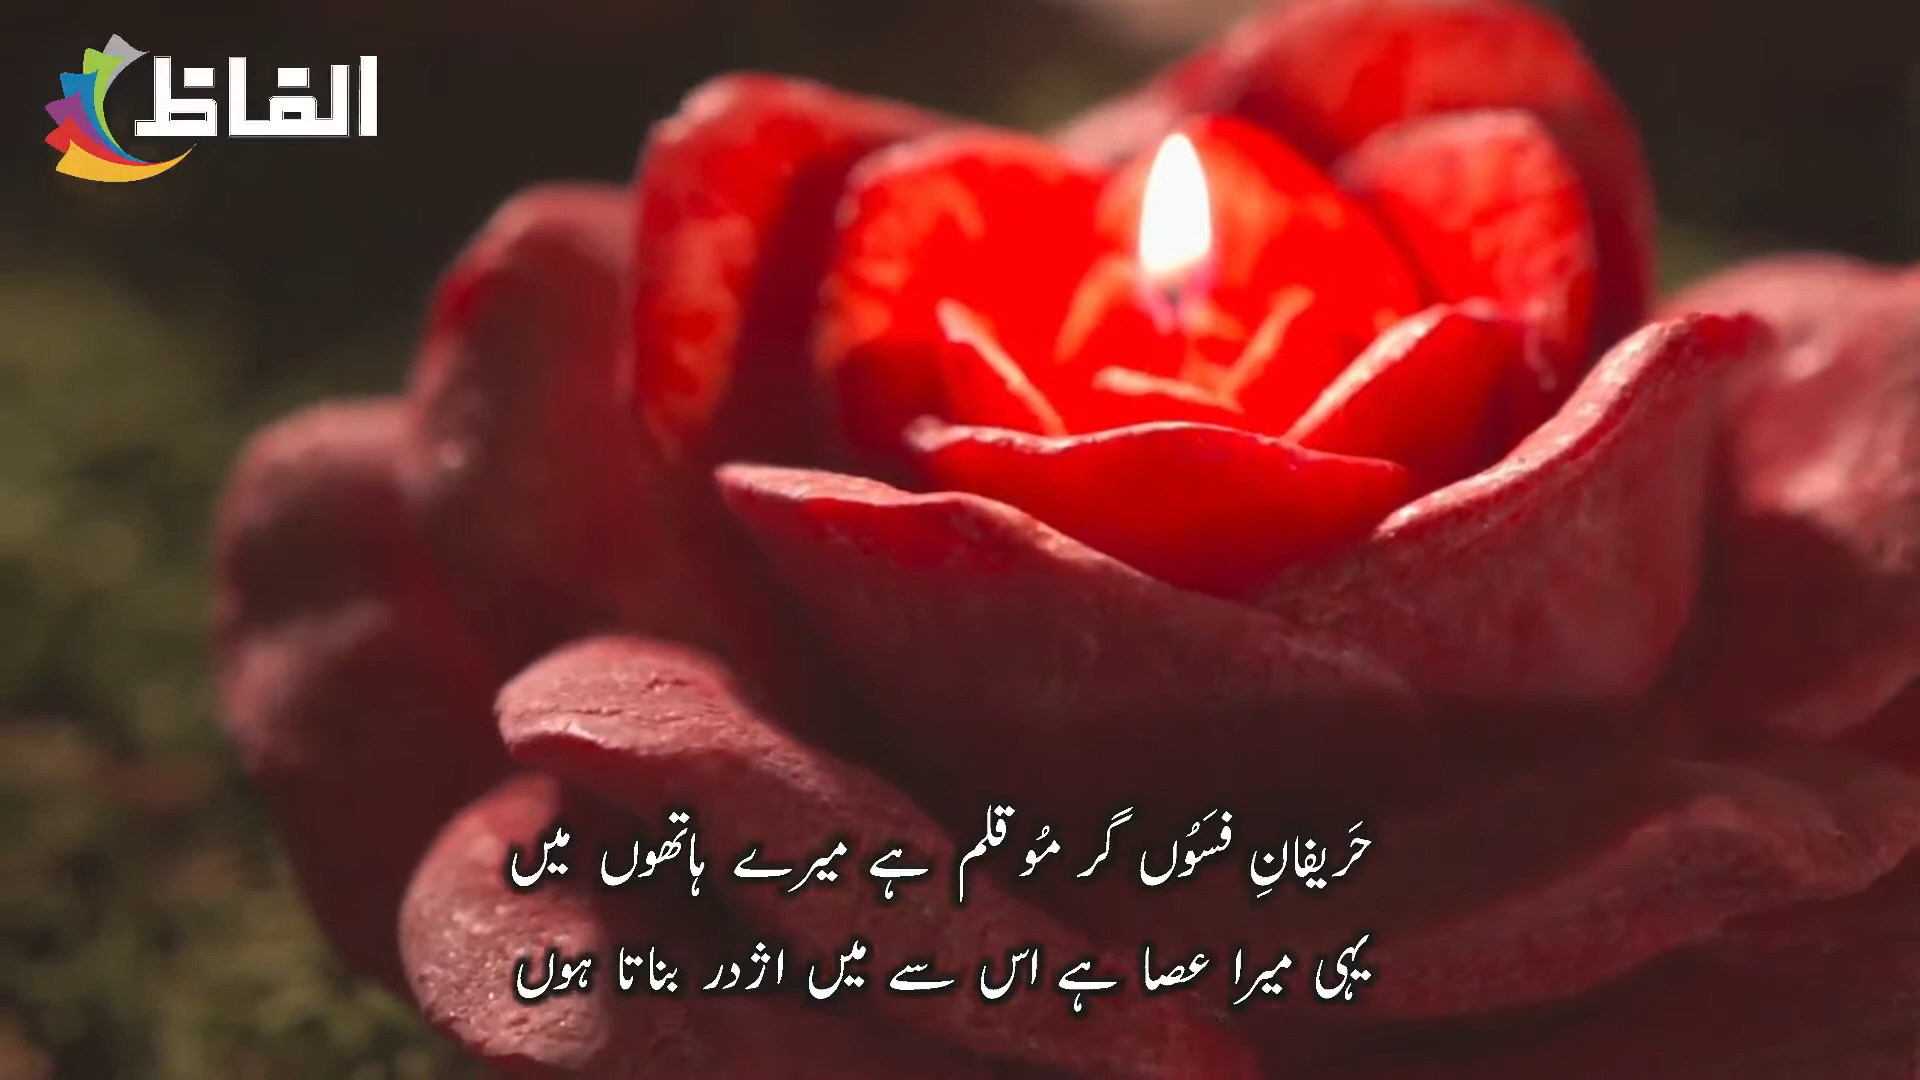 الفاظ
حَریفانِ فسَوُں گر مُو قلم ہے میرے ہاتھوں میں
یہی میرا عصا ہے اس سے میں اژدر بناتا ہوں